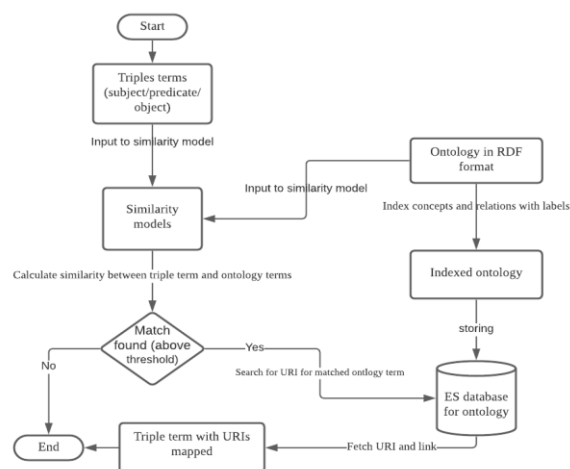 Start
Triples terms
(subject/predicate/
object)
Input to similarity model
Ontology in RDF
format
Input to similarity model
Similarity
models
Index concepts and relations with labels
Indexed ontology
Calculate similarity between triple term and ontology terms
storing
Match
found (above
threshold)
Yes
No
Search for URI for matched ontlogy term
ES database
for ontology
Triple term with URIs
mapped
Fetch URI and link
End